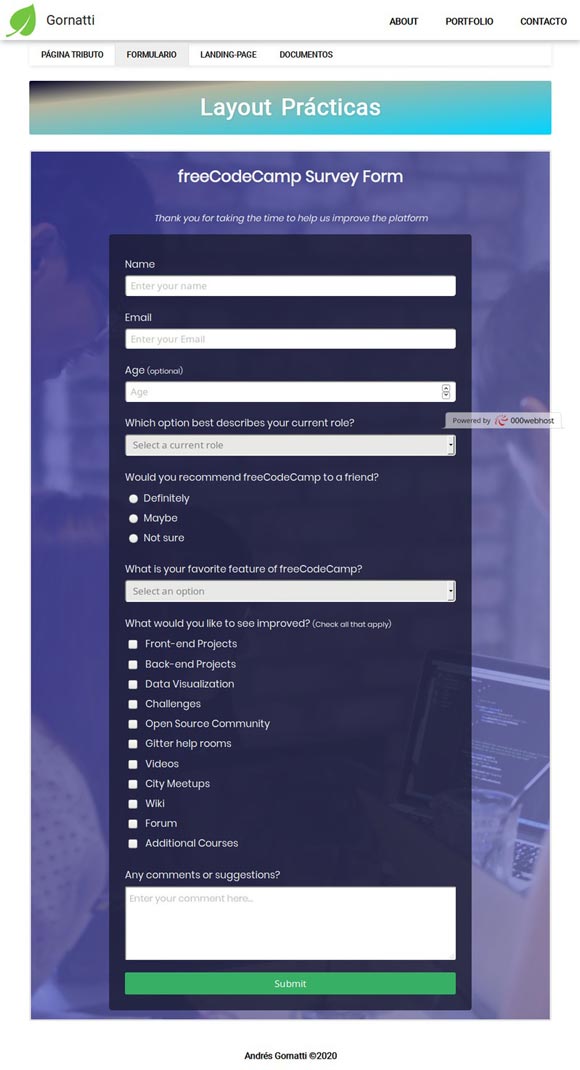 Gornatti
ABOUT PORTFOLIO CONTACTO
PÁGINA TRIBUTO FORMULARIO LANDING-PAGE DOCUMENTOS
Layout Prácticas
freeCodeCamp Survey Form
Thank you for taking the time to help us improve the platform
Name
Enter your name
Email
Enter your Email
Age (optional)
Age
Which option best describes your current role?
Powered by 000webhost
Select a current role
Would you recommend freeCodeCamp to a friend?
Definitely
Maybe
Not sure
What is your favorite feature of freeCodeCamp?
Select an option
What would you like to see improved? (Check all that apply)
Front-end Projects
Back-end Projects
Data Visualization
Challenges
Open Source Community
Gitter help rooms
Videos
City Meetups
Wiki
Forum
Additional Courses
Any comments or suggestions?
Enter your comment here...
Submit
Andrés Gornatti ©2020